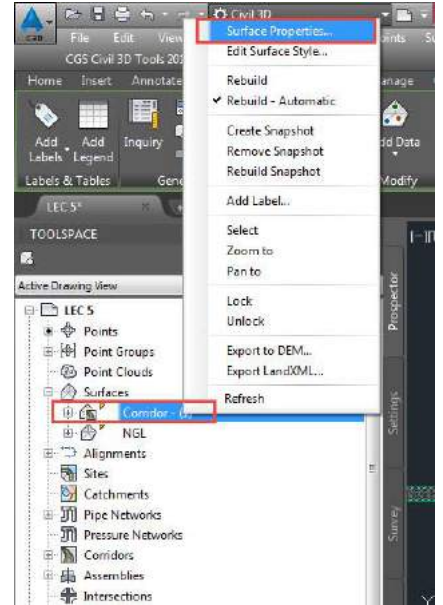 Civil 3D
File Edit View
CGS Civil 3D Tools
Home Insert Annotate
Add Labels
Add Legend
Inquiry
Labels & Tables
Modify
LEC 5*
TOOLSPACE
Active Drawing View
LEC 5
Points
Point Groups
Point Clouds
Surfaces
Corridor - (
NGL
Alignments
Sites
Catchments
Pipe Networks
Pressure Networks
Corridors
Assemblies
Intersections
Surface Properties...
Edit Surface Style...
Rebuild
Rebuild - Automatic
Create Snapshot
Remove Snapshot
Rebuild Snapshot
Add Label...
Select
Zoom to
Pan to
Lock
Unlock
Export to DEM...
Export LandXML...
Refresh
Prospector
Settings
Survey